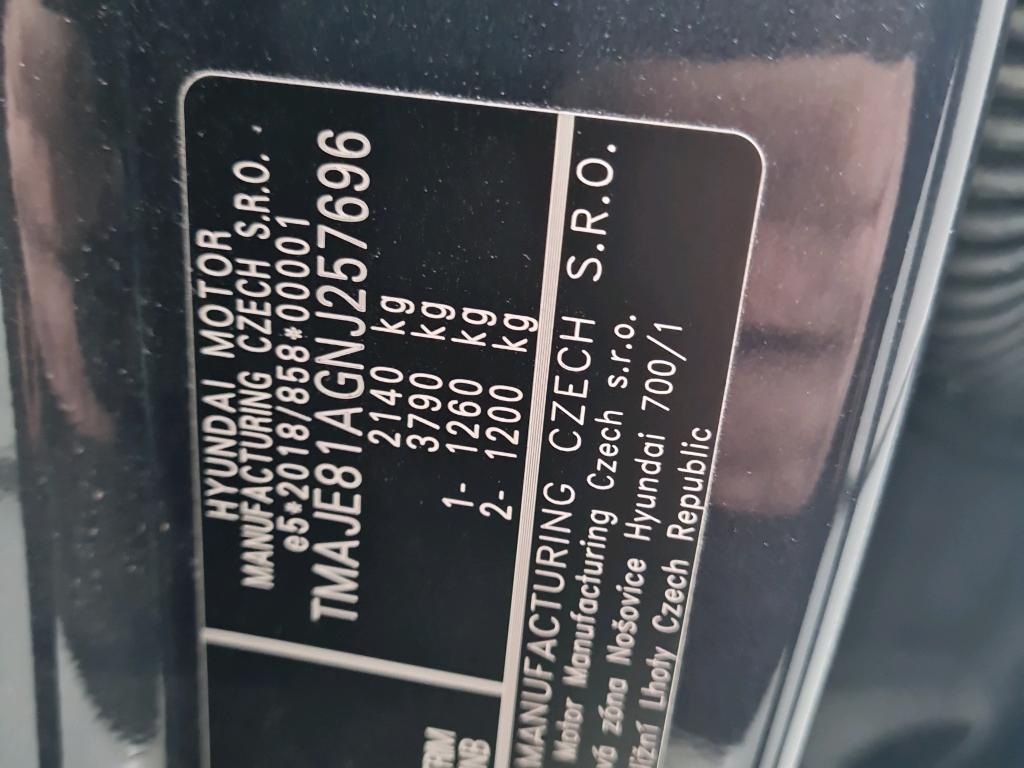 HYUNDAI MOTOR
MANUFACTURING CZECH S.R.O.
e5*2018/858*00001
TMAJE81AGNJ257696
2140 kg
3790 kg
1- 1260 kg
2- 1200 kg
MANUFACTURING CZECH S.R.O.
Motor Manufacturing Czech s.r.o.
zóna Nošovice Hyundai 700/1
Lhoty Czech Republic